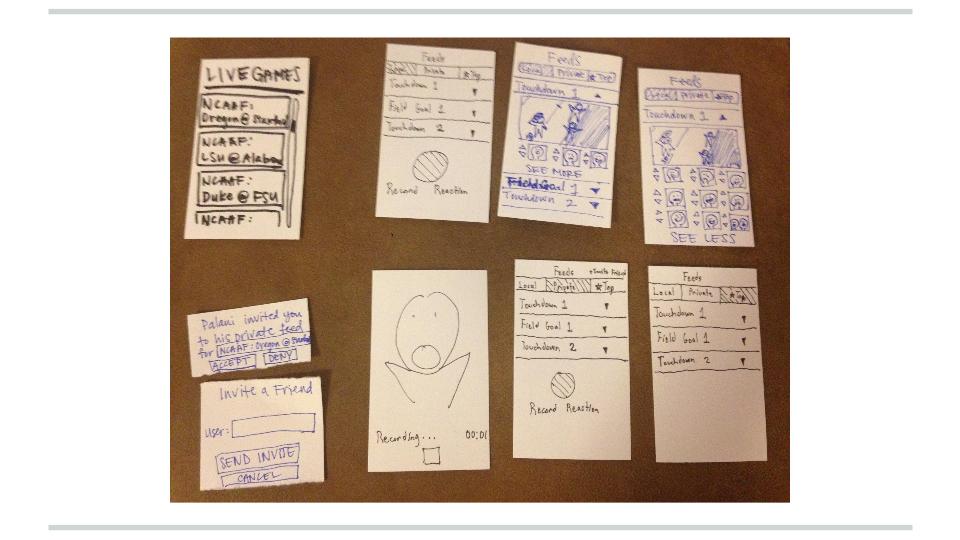 LIVE GAMES
NCAAF:
Oregon @ Stanfo
NCAAF:
LSU @ Alabam
NCAAF:
Duke @ FSU
NCAAF:
Feeds
Local Private ★Top
Touchdown 1
Field Goal 2
Touchdown 2
Record Reaction
Feeds
Local Private ★Top
Touchdown 1
SEE MORE
Field Goal 1
Touchdown 2
Feeds
Local Private ★Top
Touchdown 1
SEE LESS
Palani invited you
to his private feed
for NCAAF: Oregon @ Stanfo
ACCEPT DENY
Invite a Friend
user:
SEND INVITE
CANCEL
Recording...
00:01
Feeds +Invite Friend
Local Private ★Top
Touchdown 1
Field Goal 1
Touchdown 2
Record Reaction
Feeds
Local Private ★Top
Touchdown 1
Field Goal 1
Touchdown 2